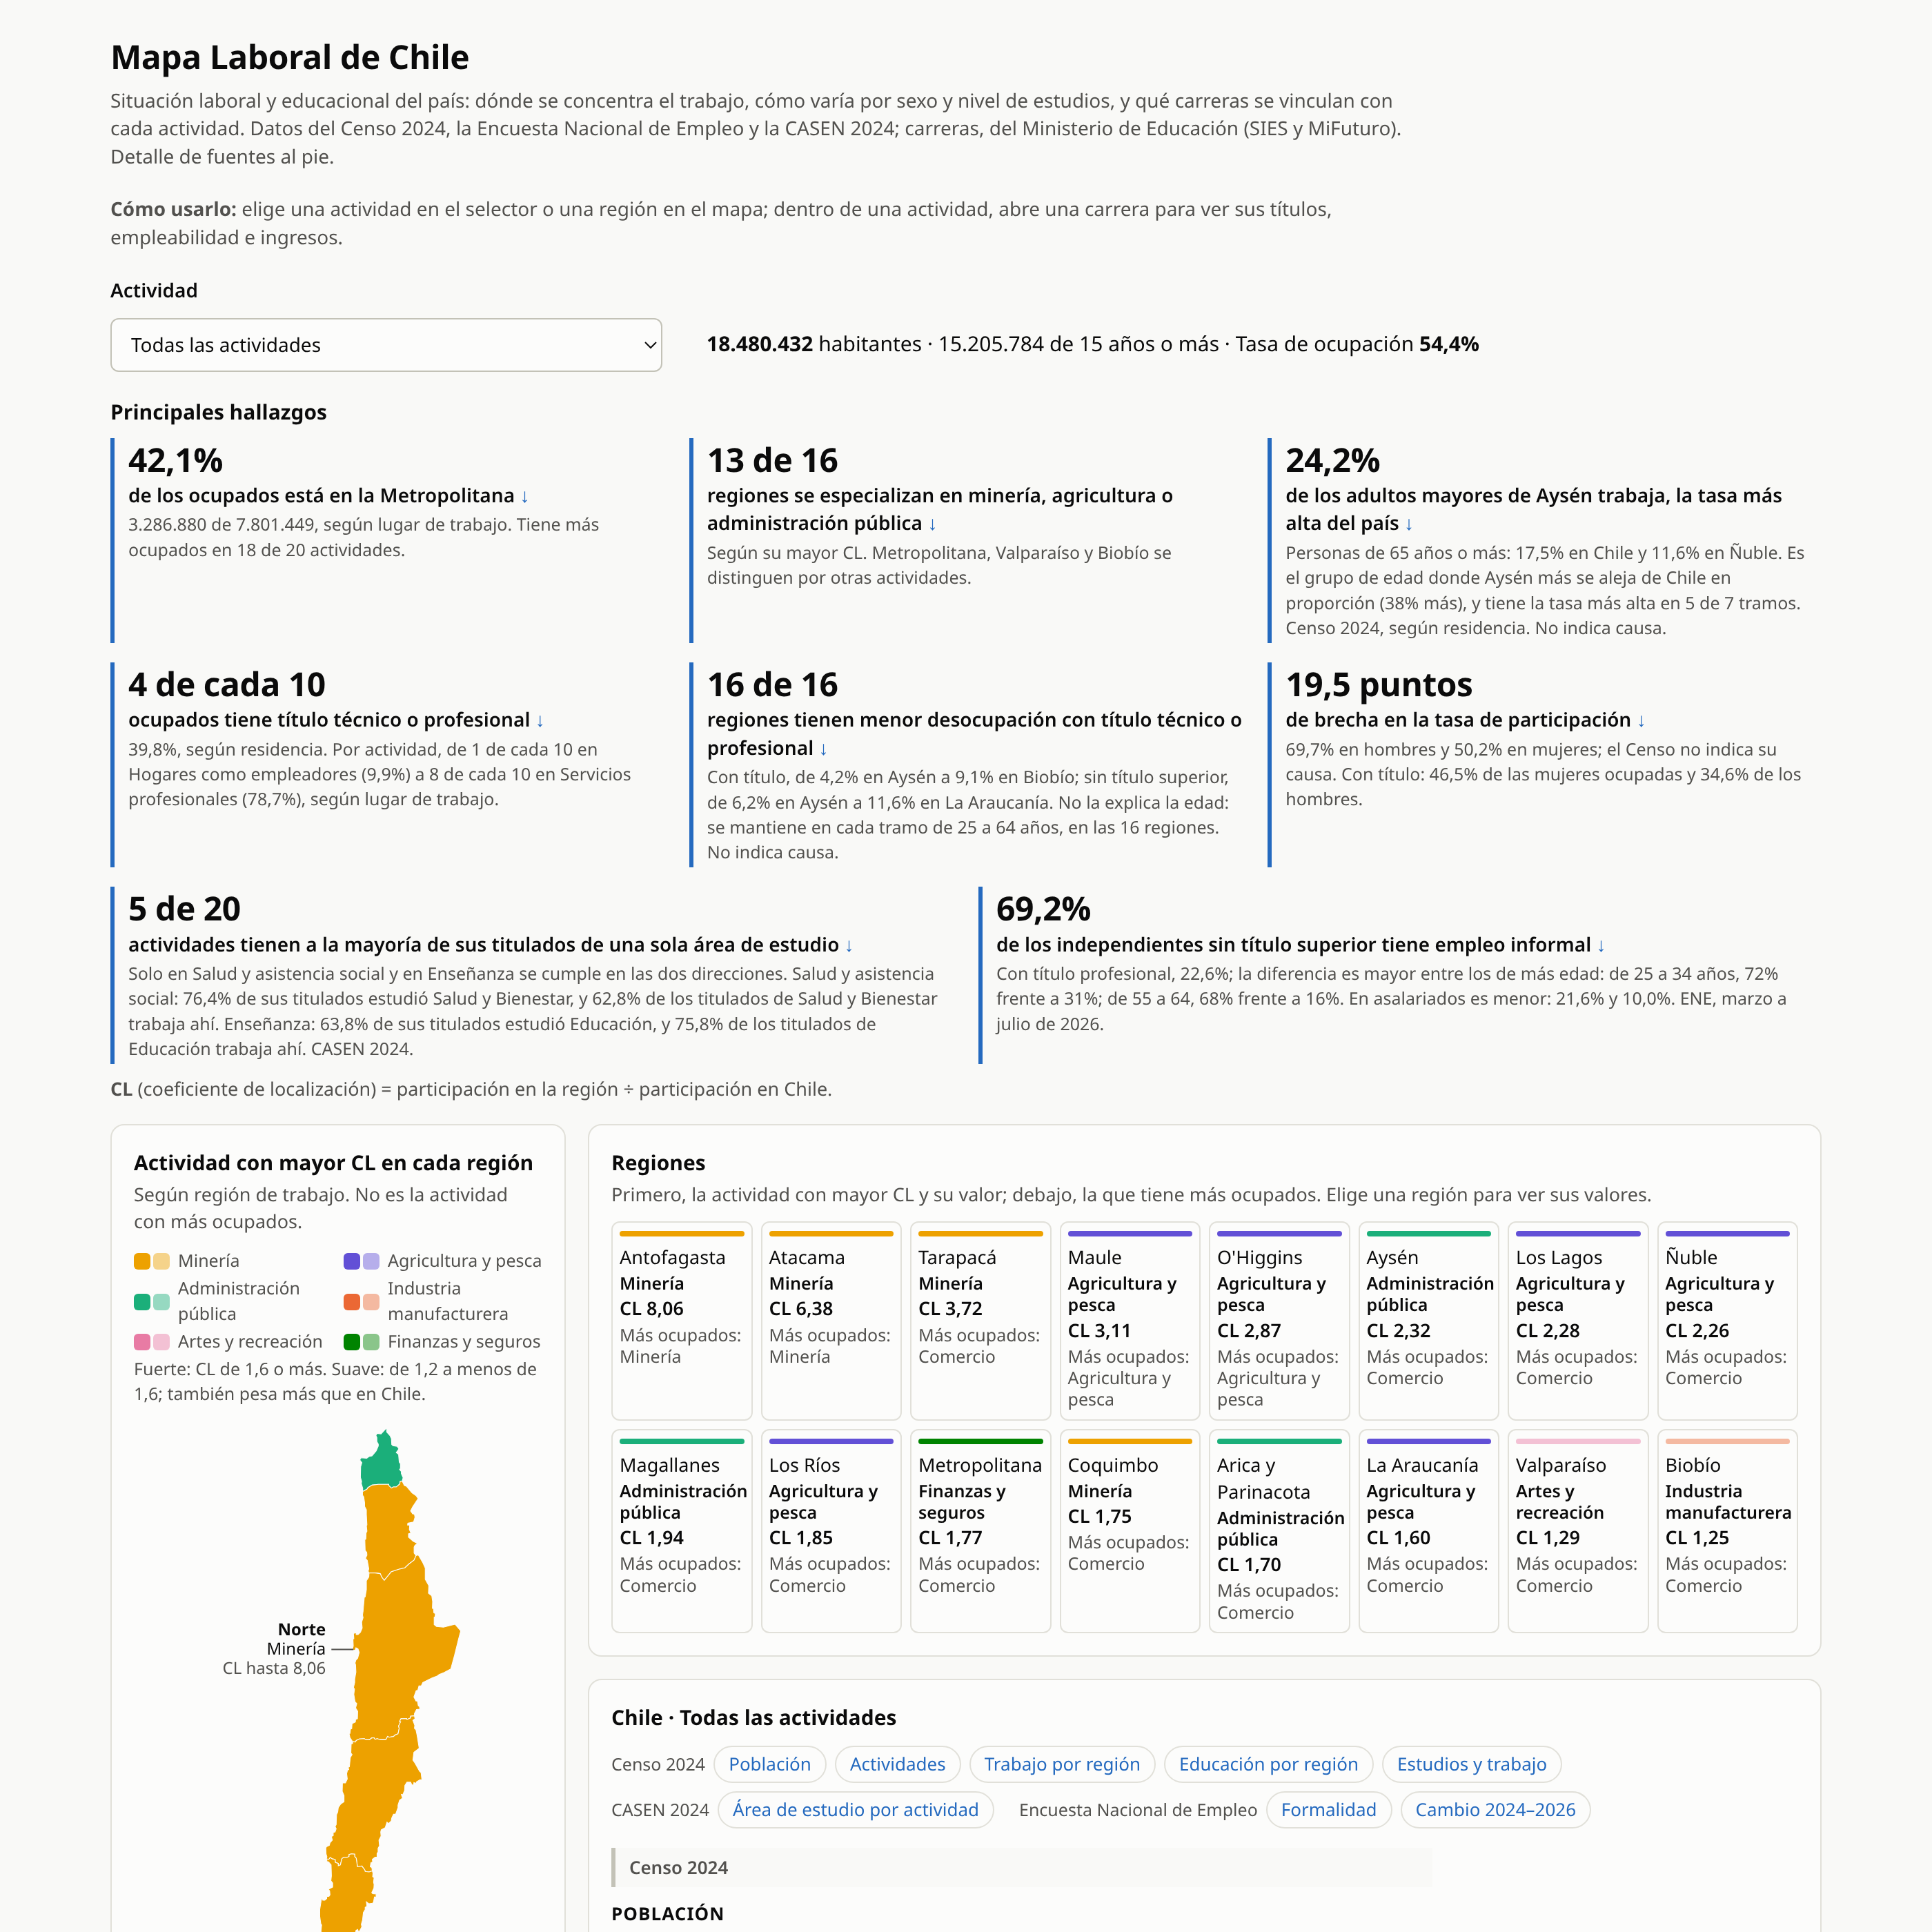 Mapa Laboral de Chile
Situación laboral y educacional del país: dónde se concentra el trabajo, cómo varía por sexo y nivel de estudios, y qué carreras se vinculan con
cada actividad. Datos del Censo 2024, la Encuesta Nacional de Empleo y la CASEN 2024; carreras, del Ministerio de Educación (SIES y MiFuturo).
Detalle de fuentes al pie.
Cómo usarlo: elige una actividad en el selector o una región en el mapa; dentro de una actividad, abre una carrera para ver sus títulos,
empleabilidad e ingresos.
Actividad
Todas las actividades
18.480.432 habitantes · 15.205.784 de 15 años o más · Tasa de ocupación 54,4%
Principales hallazgos
42,1%
de los ocupados está en la Metropolitana ↓
3.286.880 de 7.801.449, según lugar de trabajo. Tiene más
ocupados en 18 de 20 actividades.
13 de 16
regiones se especializan en minería, agricultura o
administración pública ↓
Según su mayor CL. Metropolitana, Valparaíso y Biobío se
distinguen por otras actividades.
24,2%
de los adultos mayores de Aysén trabaja, la tasa más
alta del país ↓
Personas de 65 años o más: 17,5% en Chile y 11,6% en Ñuble. Es
el grupo de edad donde Aysén más se aleja de Chile en
proporción (38% más), y tiene la tasa más alta en 5 de 7 tramos.
Censo 2024, según residencia. No indica causa.
4 de cada 10
ocupados tiene título técnico o profesional ↓
39,8%, según residencia. Por actividad, de 1 de cada 10 en
Hogares como empleadores (9,9%) a 8 de cada 10 en Servicios
profesionales (78,7%), según lugar de trabajo.
16 de 16
regiones tienen menor desocupación con título técnico o
profesional ↓
Con título, de 4,2% en Aysén a 9,1% en Biobío; sin título superior,
de 6,2% en Aysén a 11,6% en La Araucanía. No la explica la edad:
se mantiene en cada tramo de 25 a 64 años, en las 16 regiones.
No indica causa.
19,5 puntos
de brecha en la tasa de participación ↓
69,7% en hombres y 50,2% en mujeres; el Censo no indica su
causa. Con título: 46,5% de las mujeres ocupadas y 34,6% de los
hombres.
5 de 20
actividades tienen a la mayoría de sus titulados de una sola área de estudio ↓
Solo en Salud y asistencia social y en Enseñanza se cumple en las dos direcciones. Salud y asistencia
social: 76,4% de sus titulados estudió Salud y Bienestar, y 62,8% de los titulados de Salud y Bienestar
trabaja ahí. Enseñanza: 63,8% de sus titulados estudió Educación, y 75,8% de los titulados de
Educación trabaja ahí. CASEN 2024.
69,2%
de los independientes sin título superior tiene empleo informal ↓
Con título profesional, 22,6%; la diferencia es mayor entre los de más edad: de 25 a 34 años, 72%
frente a 31%; de 55 a 64, 68% frente a 16%. En asalariados es menor: 21,6% y 10,0%. ENE, marzo a
julio de 2026.
CL (coeficiente de localización) = participación en la región ÷ participación en Chile.
Actividad con mayor CL en cada región
Según región de trabajo. No es la actividad
con más ocupados.
Minería
Agricultura y pesca
Administración
pública
Industria
manufacturera
Artes y recreación
Finanzas y seguros
Fuerte: CL de 1,6 o más. Suave: de 1,2 a menos de
1,6; también pesa más que en Chile.
Norte
Minería
CL hasta 8,06
Regiones
Primero, la actividad con mayor CL y su valor; debajo, la que tiene más ocupados. Elige una región para ver sus valores.
Antofagasta
Minería
CL 8,06
Más ocupados:
Minería
Atacama
Minería
CL 6,38
Más ocupados:
Minería
Tarapacá
Minería
CL 3,72
Más ocupados:
Comercio
Maule
Agricultura y
pesca
CL 3,11
Más ocupados:
Agricultura y
pesca
O'Higgins
Agricultura y
pesca
CL 2,87
Más ocupados:
Agricultura y
pesca
Aysén
Administración
pública
CL 2,32
Más ocupados:
Comercio
Los Lagos
Agricultura y
pesca
CL 2,28
Más ocupados:
Comercio
Ñuble
Agricultura y
pesca
CL 2,26
Más ocupados:
Comercio
Magallanes
Administración
pública
CL 1,94
Más ocupados:
Comercio
Los Ríos
Agricultura y
pesca
CL 1,85
Más ocupados:
Comercio
Metropolitana
Finanzas y
seguros
CL 1,77
Más ocupados:
Comercio
Coquimbo
Minería
CL 1,75
Más ocupados:
Comercio
Arica y
Parinacota
Administración
pública
CL 1,70
Más ocupados:
Comercio
La Araucanía
Agricultura y
pesca
CL 1,60
Más ocupados:
Comercio
Valparaíso
Artes y
recreación
CL 1,29
Más ocupados:
Comercio
Biobío
Industria
manufacturera
CL 1,25
Más ocupados:
Comercio
Chile · Todas las actividades
Censo 2024 Población Actividades Trabajo por región Educación por región Estudios y trabajo
CASEN 2024 Área de estudio por actividad Encuesta Nacional de Empleo Formalidad Cambio 2024–2026
Censo 2024
POBLACIÓN